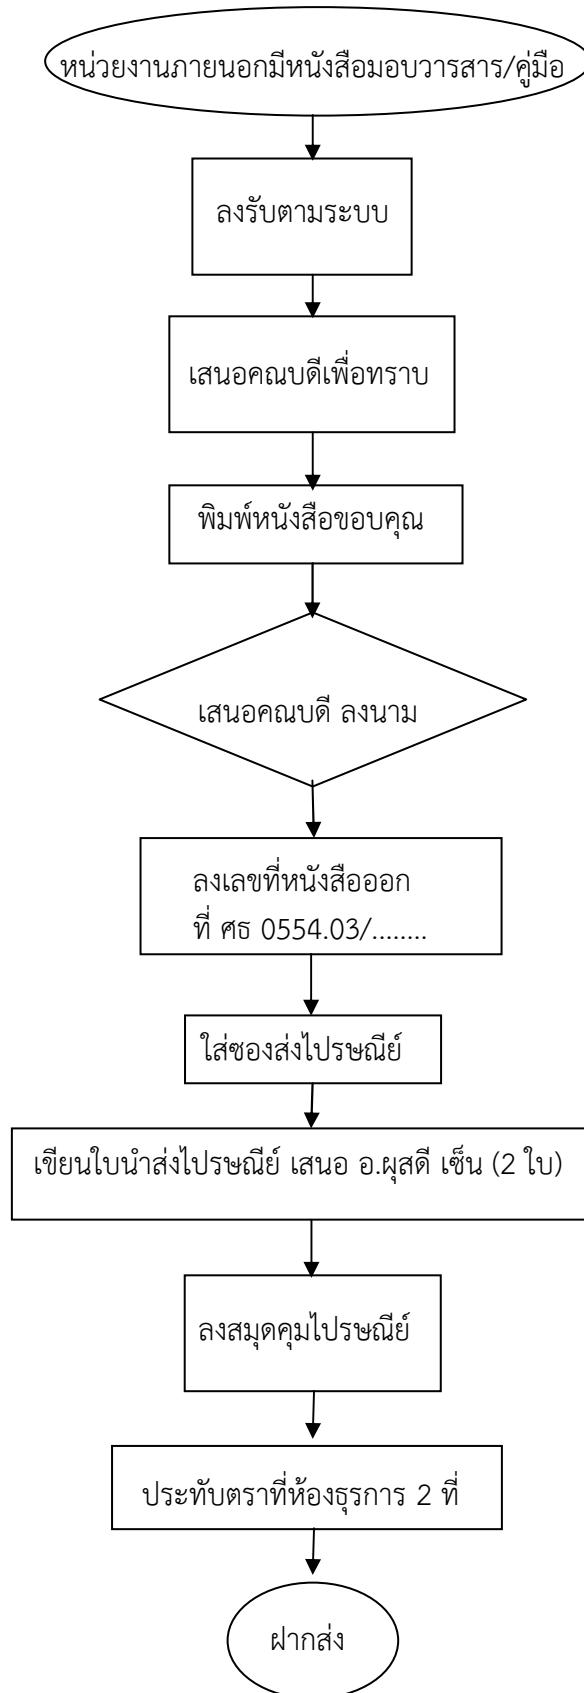 หน่วยงานภายนอกมีหนังสือมอบวารสาร/คู่มือ
ลงรับตามระบบ
เสนอคณบดีเพื่อทราบ
พิมพ์หนังสือขอบคุณ
เสนอคณบดี ลงนาม
ลงเลขที่หนังสือออก
ที่ ศธ 0554.03/........
ใส่ซองส่งไปรษณีย์
เขียนใบนำส่งไปรษณีย์ เสนอ อ.ผุสดี เซ็น (2 ใบ)
ลงสมุดคุมไปรษณีย์
ประทับตราที่ห้องธุรการ 2 ที่
ฝากส่ง